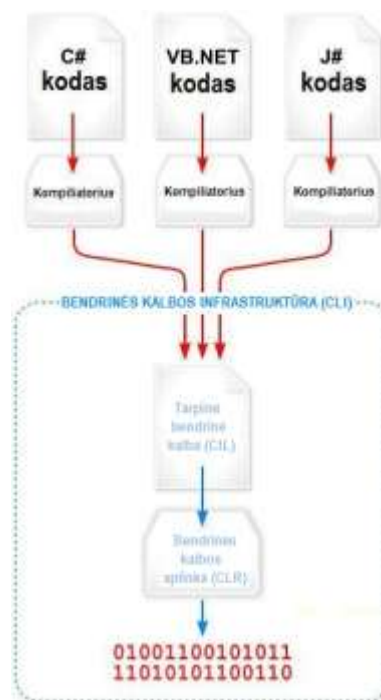 C# kodas
VB.NET kodas
J# kodas
Kompiliatorius
Kompiliatorius
Kompiliatorius
BENDRINĖS KALBOS INFRASTRUKTŪRA (CLI)
Tarpinė
bendrinė
kalba (CIL)
Bendrinės
kalbos
aplinka (CLR)
01001100101011
11010101100110